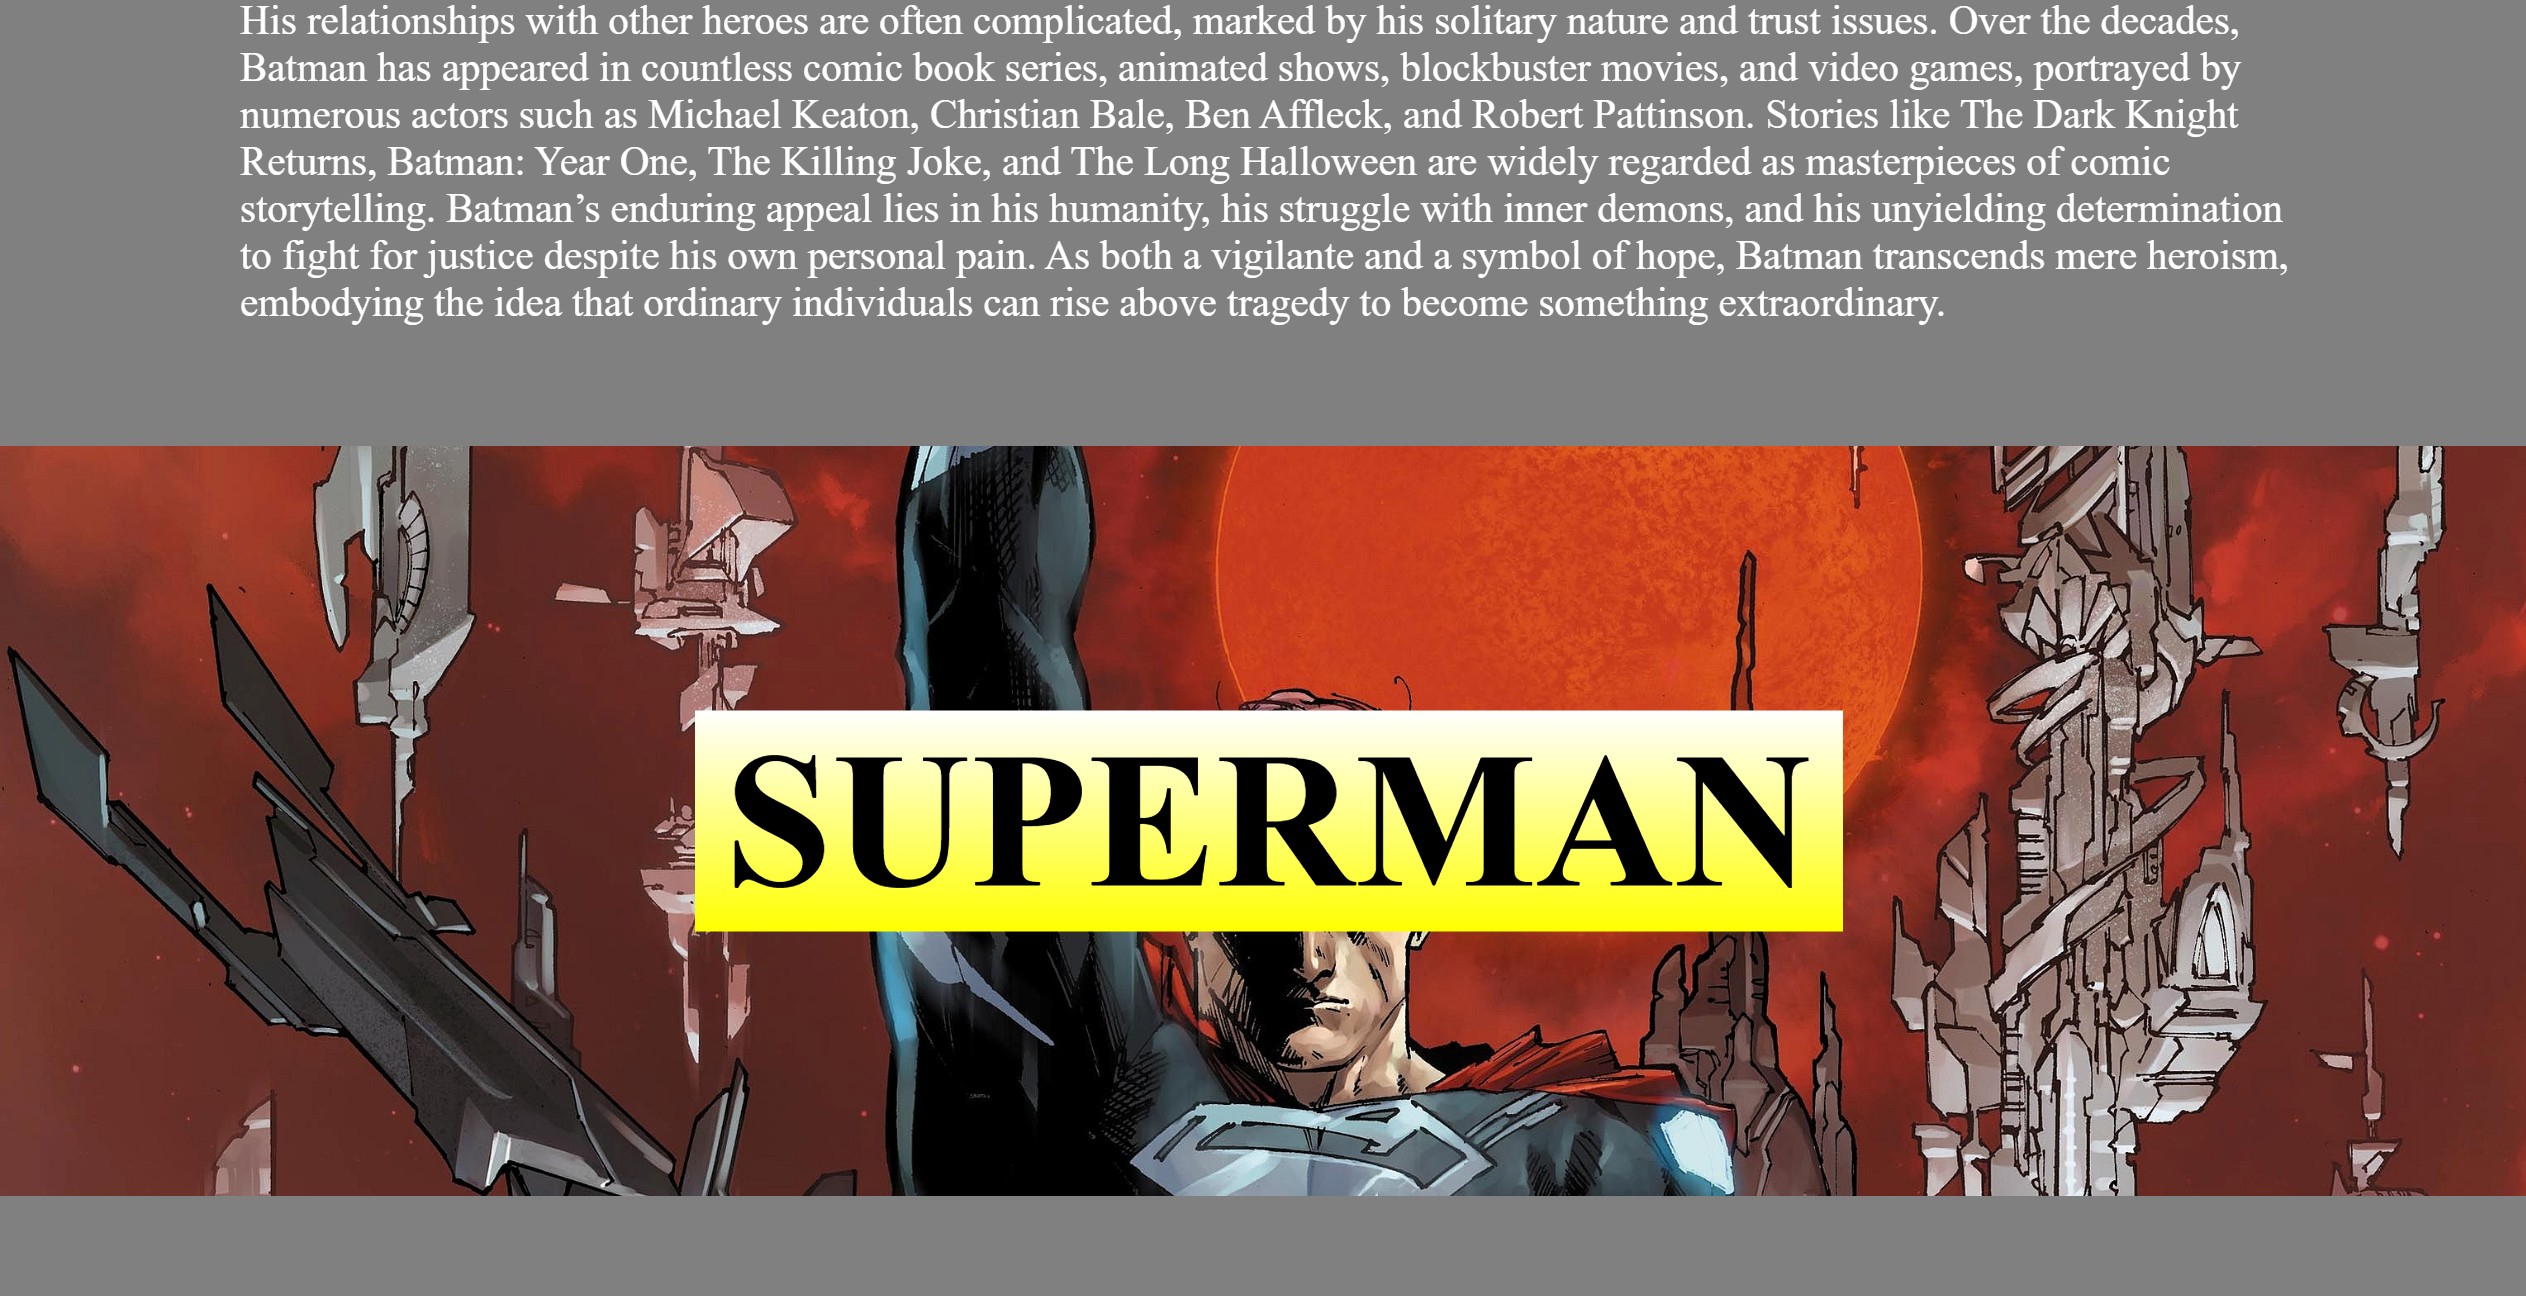 His relationships with other heroes are often complicated, marked by his solitary nature and trust issues. Over the decades,
Batman has appeared in countless comic book series, animated shows, blockbuster movies, and video games, portrayed by
numerous actors such as Michael Keaton, Christian Bale, Ben Affleck, and Robert Pattinson. Stories like The Dark Knight
Returns, Batman: Year One, The Killing Joke, and The Long Halloween are widely regarded as masterpieces of comic
storytelling. Batman’s enduring appeal lies in his humanity, his struggle with inner demons, and his unyielding determination
to fight for justice despite his own personal pain. As both a vigilante and a symbol of hope, Batman transcends mere heroism,
embodying the idea that ordinary individuals can rise above tragedy to become something extraordinary.
SUPERMAN